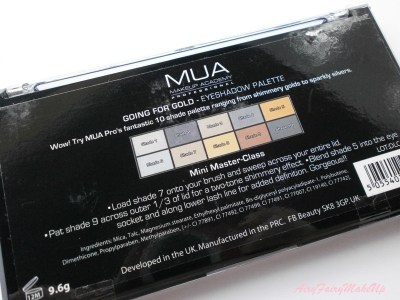 MUA
MAKEUP ACADEMY
PROFESSIONAL
GOING FOR GOLD - EYESHADOW PALETTE
Wow! Try MUA Pro's fantastic 10 shade palette ranging from shimmery golds to sparkly silvers.
Mini Master-Class
•Load shade 7 onto your brush and sweep across entire lid
•Pat shade 9 across outer 1/3 of lid for a two-tone shimmery effect. •Blend shade 5 into the eye
socket and along lower lash line for added definition. Gorgeous!!
Ingredients: Mica, Talc, Magnesium Stearate, Ethylhexyl palmitate, Polybutene,
Dimethicone, Propylparaben, Methylparaben
Developed in the UK. Manufactured in the PRC. FB Beauty SK8 3GP.UK
12M
9.6g
AiryFairyMakeUp